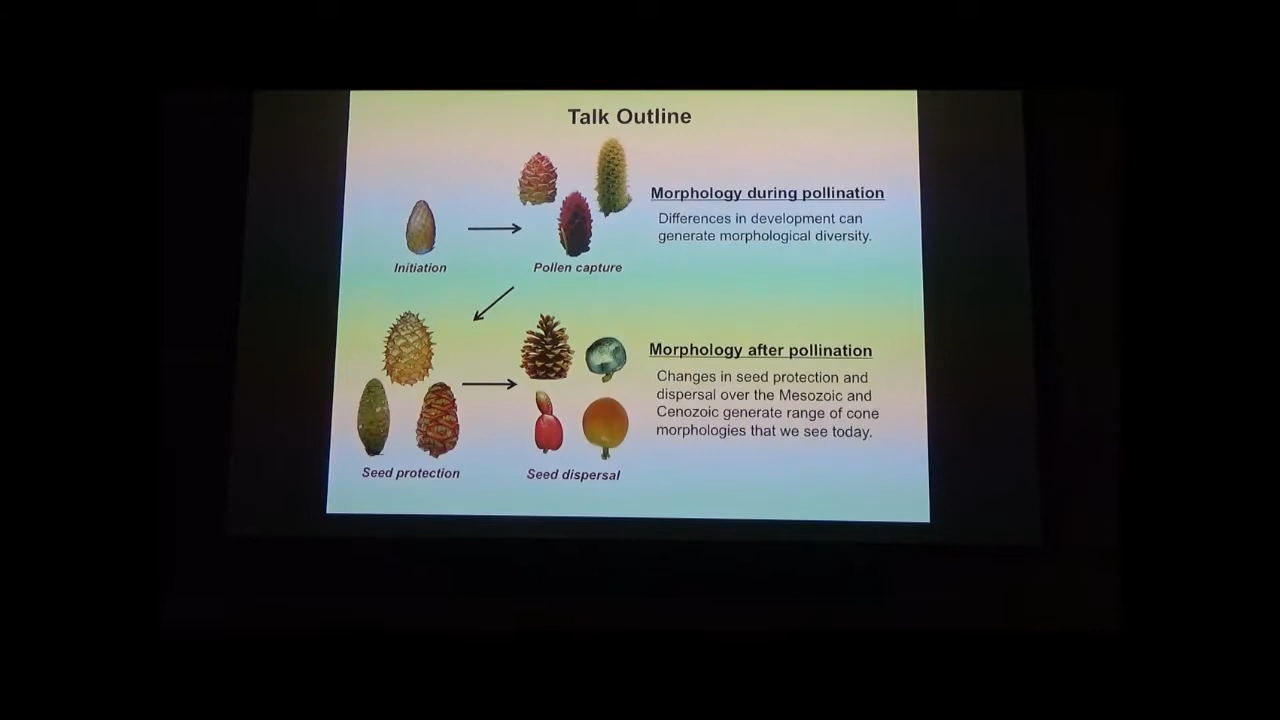 Talk Outline
Morphology during pollination
Differences in development can
generate morphological diversity.
Initiation
Pollen capture
Morphology after pollination
Changes in seed protection and
dispersal over the Mesozoic and
Cenozoic generate range of cone
morphologies that we see today.
Seed protection
Seed dispersal